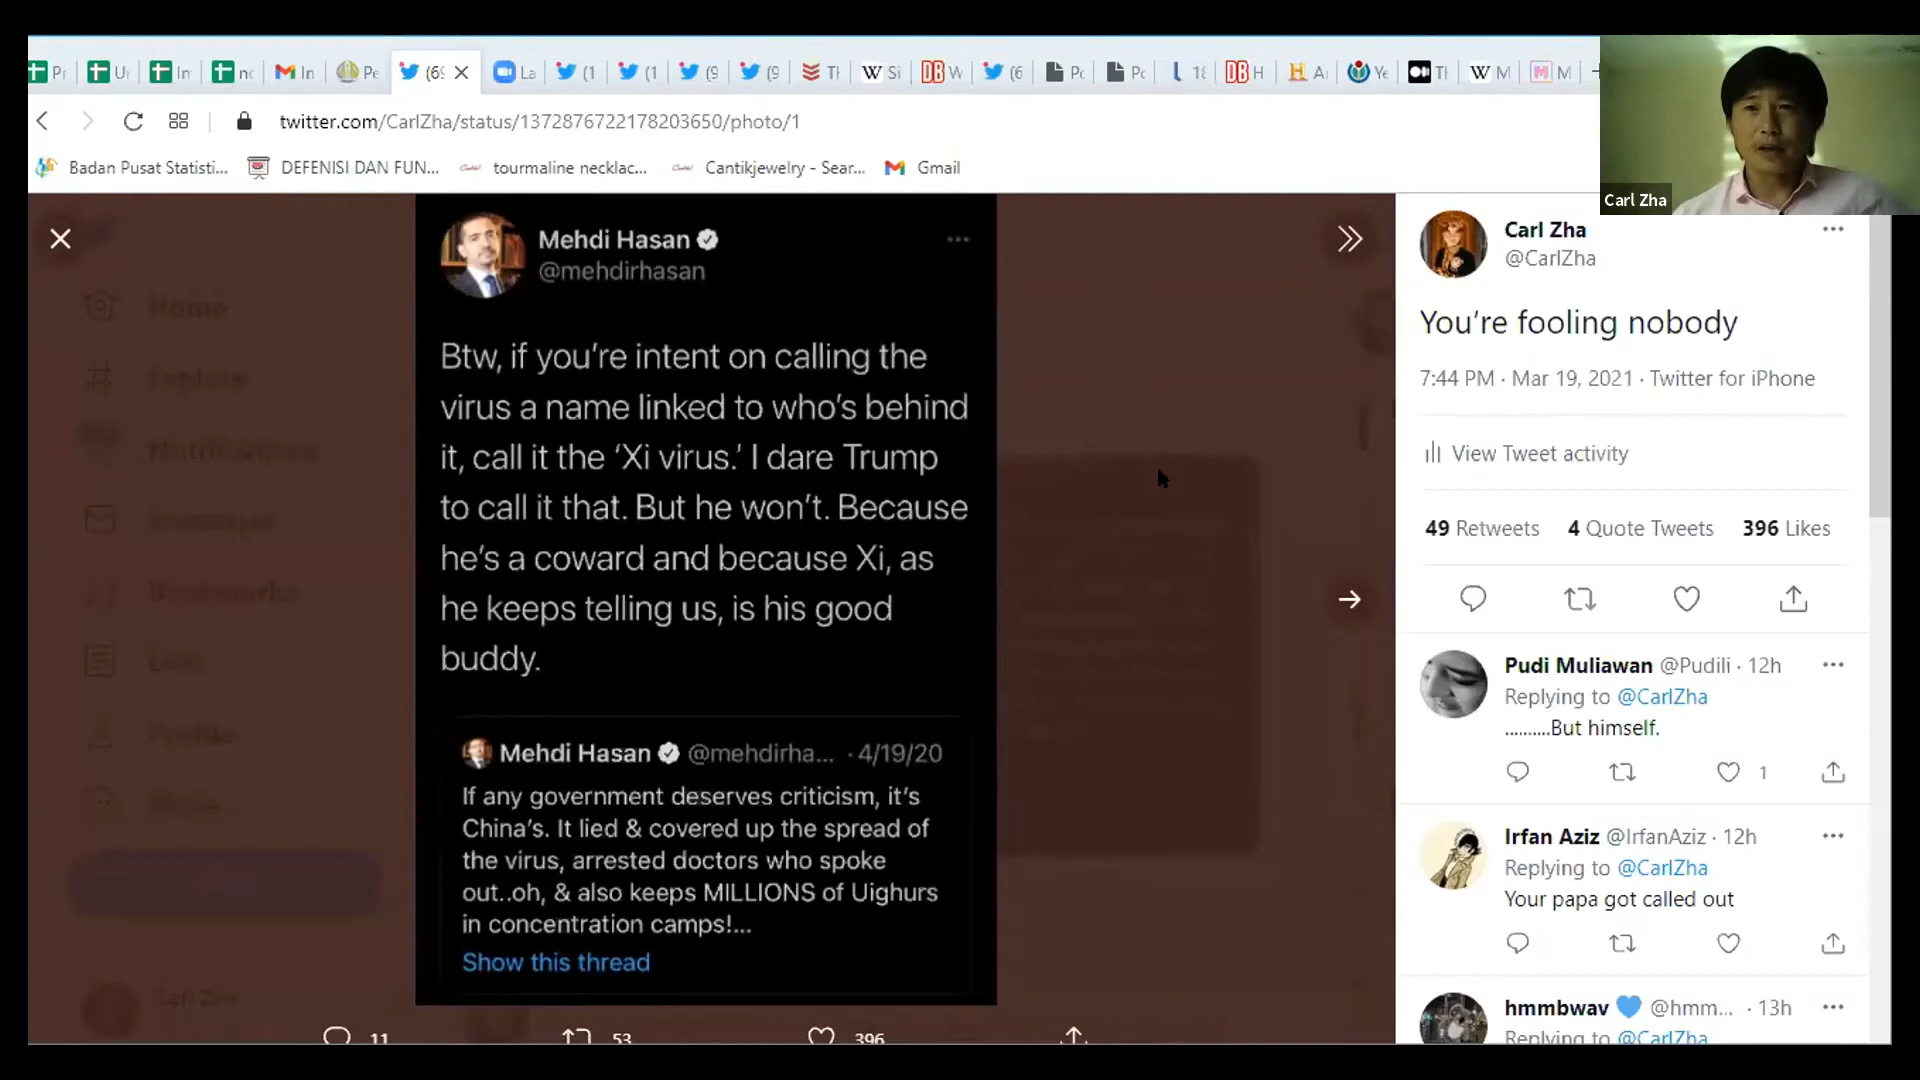 Pr
Ur
In
no
In
Pe
(69
La
(1
(1
(9
(9
Th
W Si
DB W
(6
Pc
Pc
18
DB H
A
Ye
Th
W M
M M
twitter.com/CarlZha/status/1372876722178203650/photo/1
Badan Pusat Statisti...
DEFENISI DAN FUN...
tourmaline necklac...
Cantikjewelry - Sear...
Gmail
Carl Zha
Mehdi Hasan
@mehdirhasan
Btw, if you're intent on calling the
virus a name linked to who's behind
it, call it the 'Xi virus.' I dare Trump
to call it that. But he won't. Because
he's a coward and because Xi, as
he keeps telling us, is his good
buddy.
Mehdi Hasan @mehdirha... · 4/19/20
If any government deserves criticism, it's
China's. It lied & covered up the spread of
the virus, arrested doctors who spoke
out..oh, & also keeps MILLIONS of Uighurs
in concentration camps!...
Show this thread
11
53
396
Home
Explore
Notifications
Messages
Bookmarks
Lists
Profile
More
Carl Zha
Carl Zha
@CarlZha
You're fooling nobody
7:44 PM · Mar 19, 2021 · Twitter for iPhone
View Tweet activity
49 Retweets 4 Quote Tweets 396 Likes
Pudi Muliawan @Pudili · 12h
Replying to @CarlZha
..........But himself.
1
Irfan Aziz @IrfanAziz · 12h
Replying to @CarlZha
Your papa got called out
hmmbwav @hmm... · 13h
Replying to @CarlZha